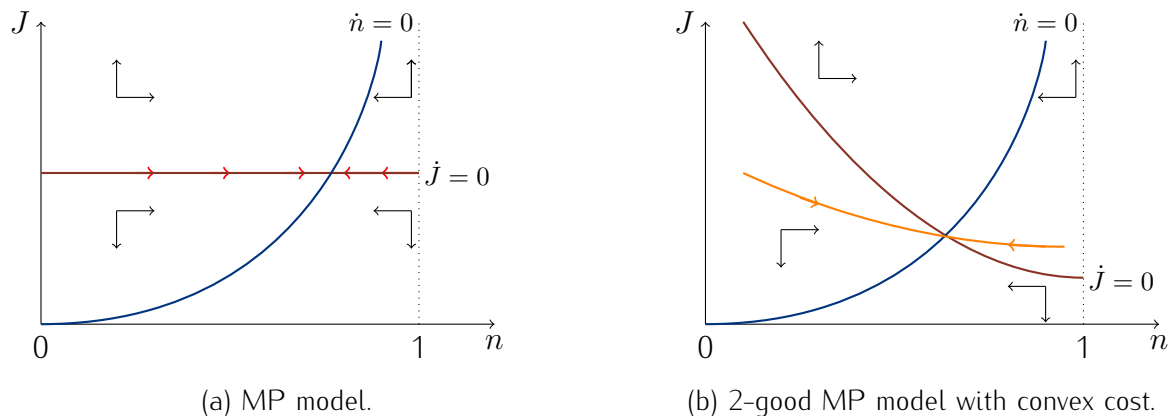 J
ṅ = 0
J̇ = 0
0
1
n
(a) MP model.
J
ṅ = 0
J̇ = 0
0
1
n
(b) 2-good MP model with convex cost.